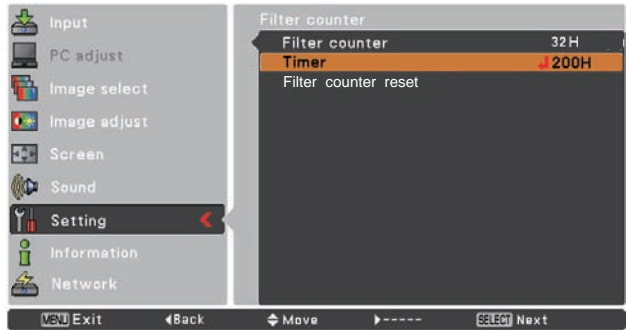 Input
PC adjust
Image select
Image adjust
Screen
Sound
Setting
Information
Network
Filter counter
Filter counter 32H
Timer 200H
Filter counter reset
MENU Exit ◀Back Move ▶----- SELECT Next